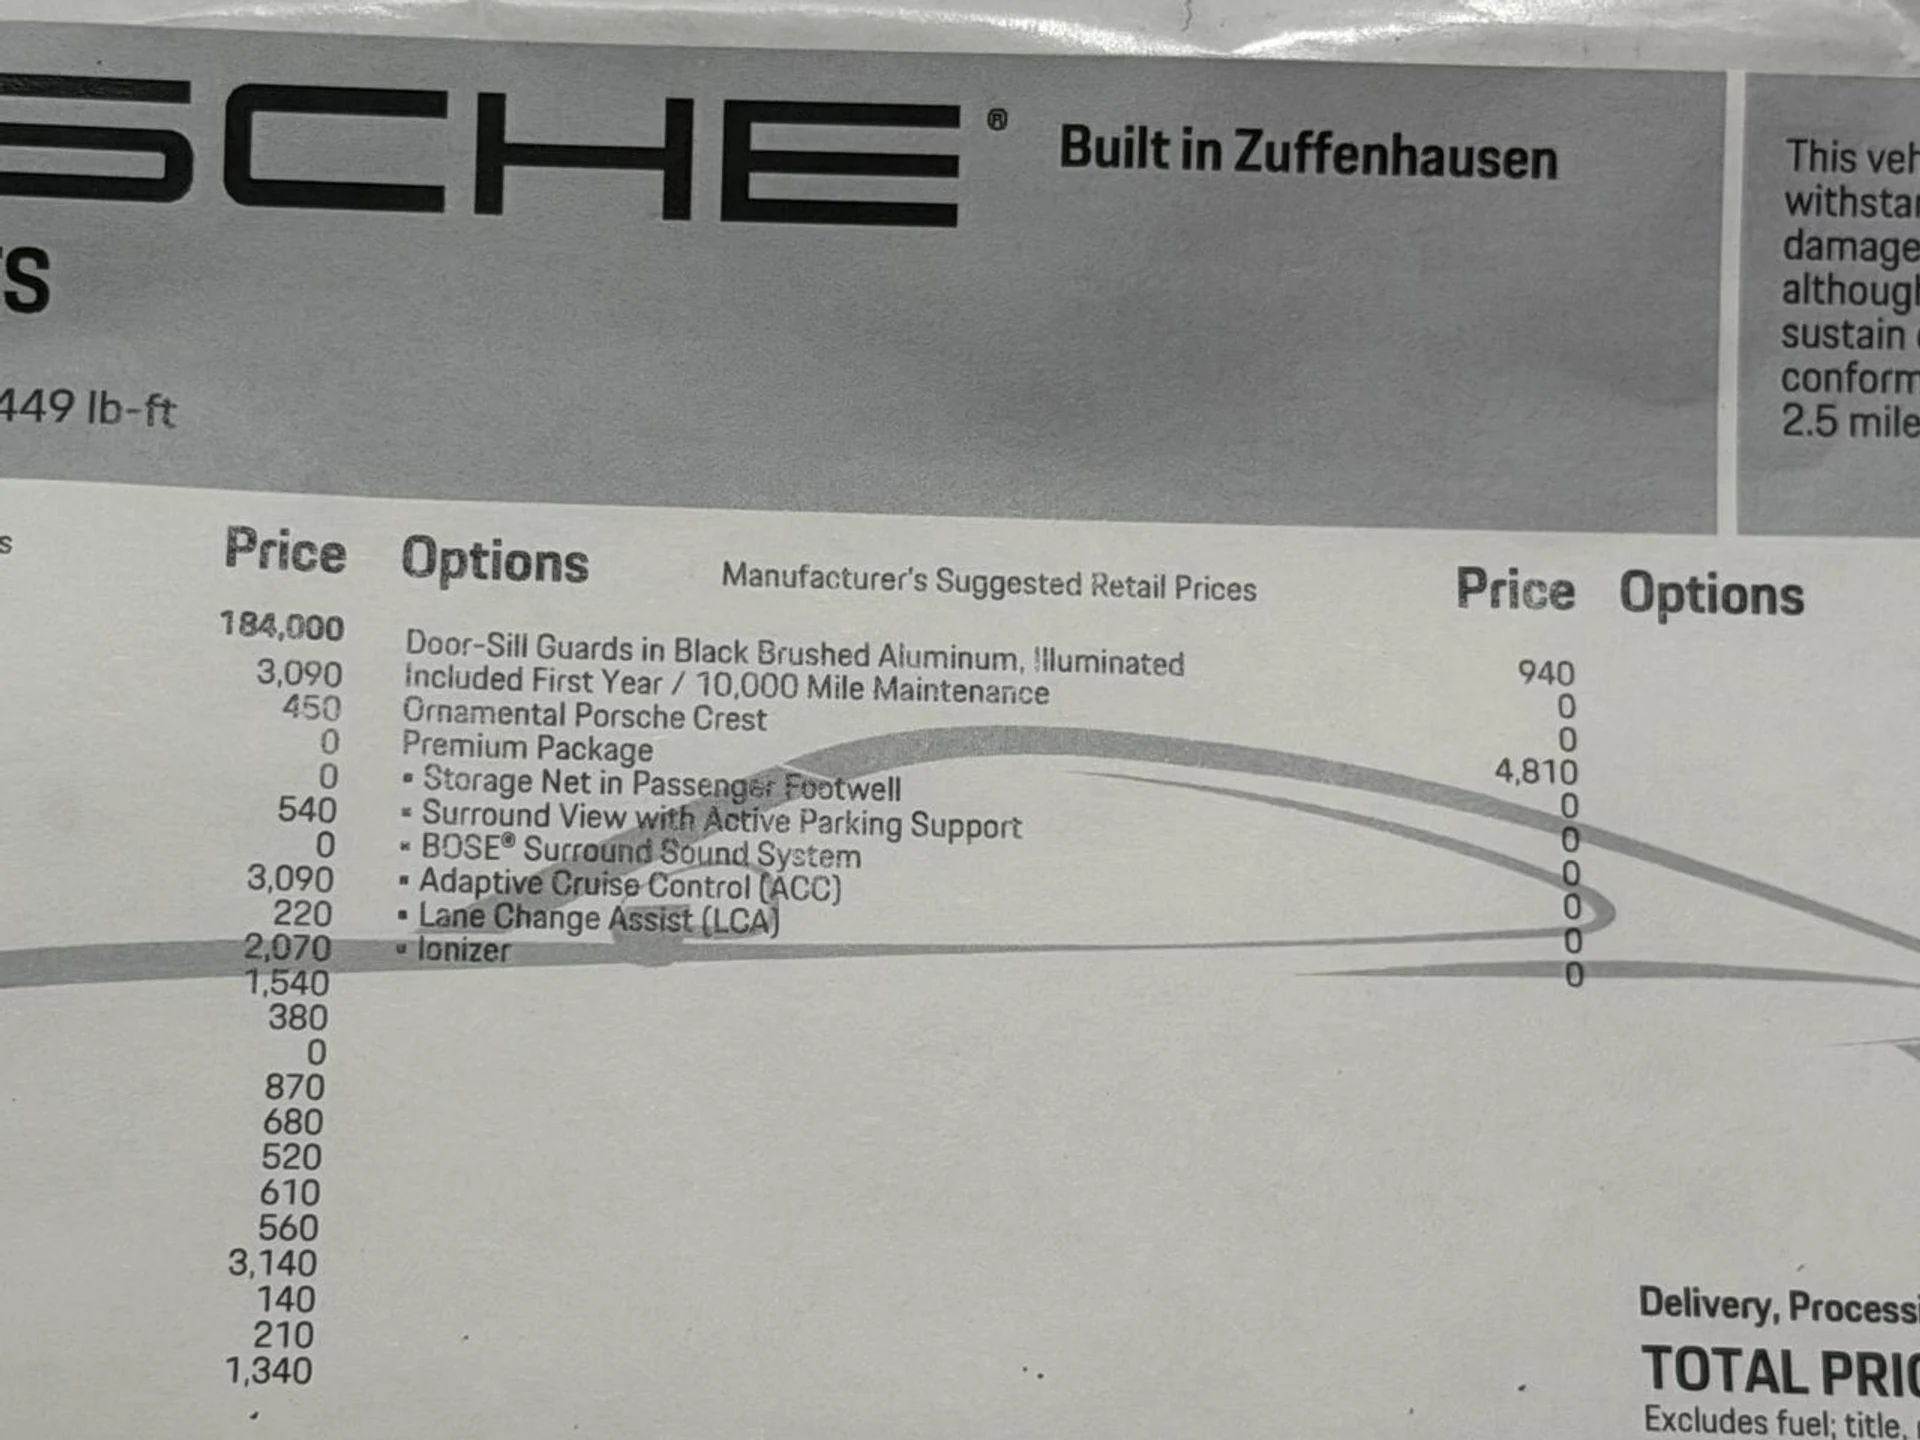 SCHE® Built in Zuffenhausen
S
449 lb-ft
This veh
withstan
damage
although
sustain
conform
2.5 mile
s
Price Options Manufacturer's Suggested Retail Prices Price Options
184,000
3,090
450
0
0
540
0
3,090
220
2,070
1,540
380
0
870
680
520
610
560
3,140
140
210
1,340
Door-Sill Guards in Black Brushed Aluminum, Illuminated 940
Included First Year / 10,000 Mile Maintenance 0
Ornamental Porsche Crest 0
Premium Package 4,810
▪ Storage Net in Passenger Footwell 0
▪ Surround View with Active Parking Support 0
▪ BOSE® Surround Sound System 0
▪ Adaptive Cruise Control (ACC) 0
▪ Lane Change Assist (LCA) 0
▪ Ionizer 0
Delivery, Processi
TOTAL PRIC
Excludes fuel; title,